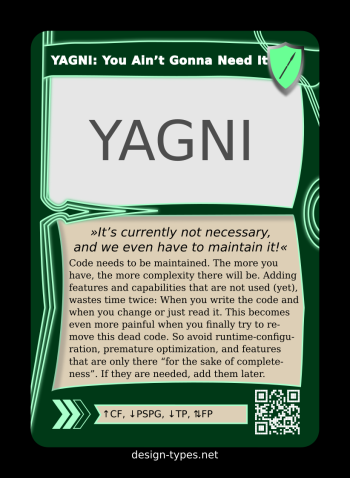 YAGNI: You Ain’t Gonna Need It
YAGNI
»It’s currently not necessary,
and we even have to maintain it!«
Code needs to be maintained. The more you
have, the more complexity there will be. Adding
features and capabilities that are not used (yet),
wastes time twice: When you write the code and
when you change or just read it. This becomes
even more painful when you finally try to re-
move this dead code. So avoid runtime-configu-
ration, premature optimization, and features
that are only there “for the sake of complete-
ness”. If they are needed, add them later.
↑CF, ↓PSPG, ↓TP, ⇅FP
design-types.net